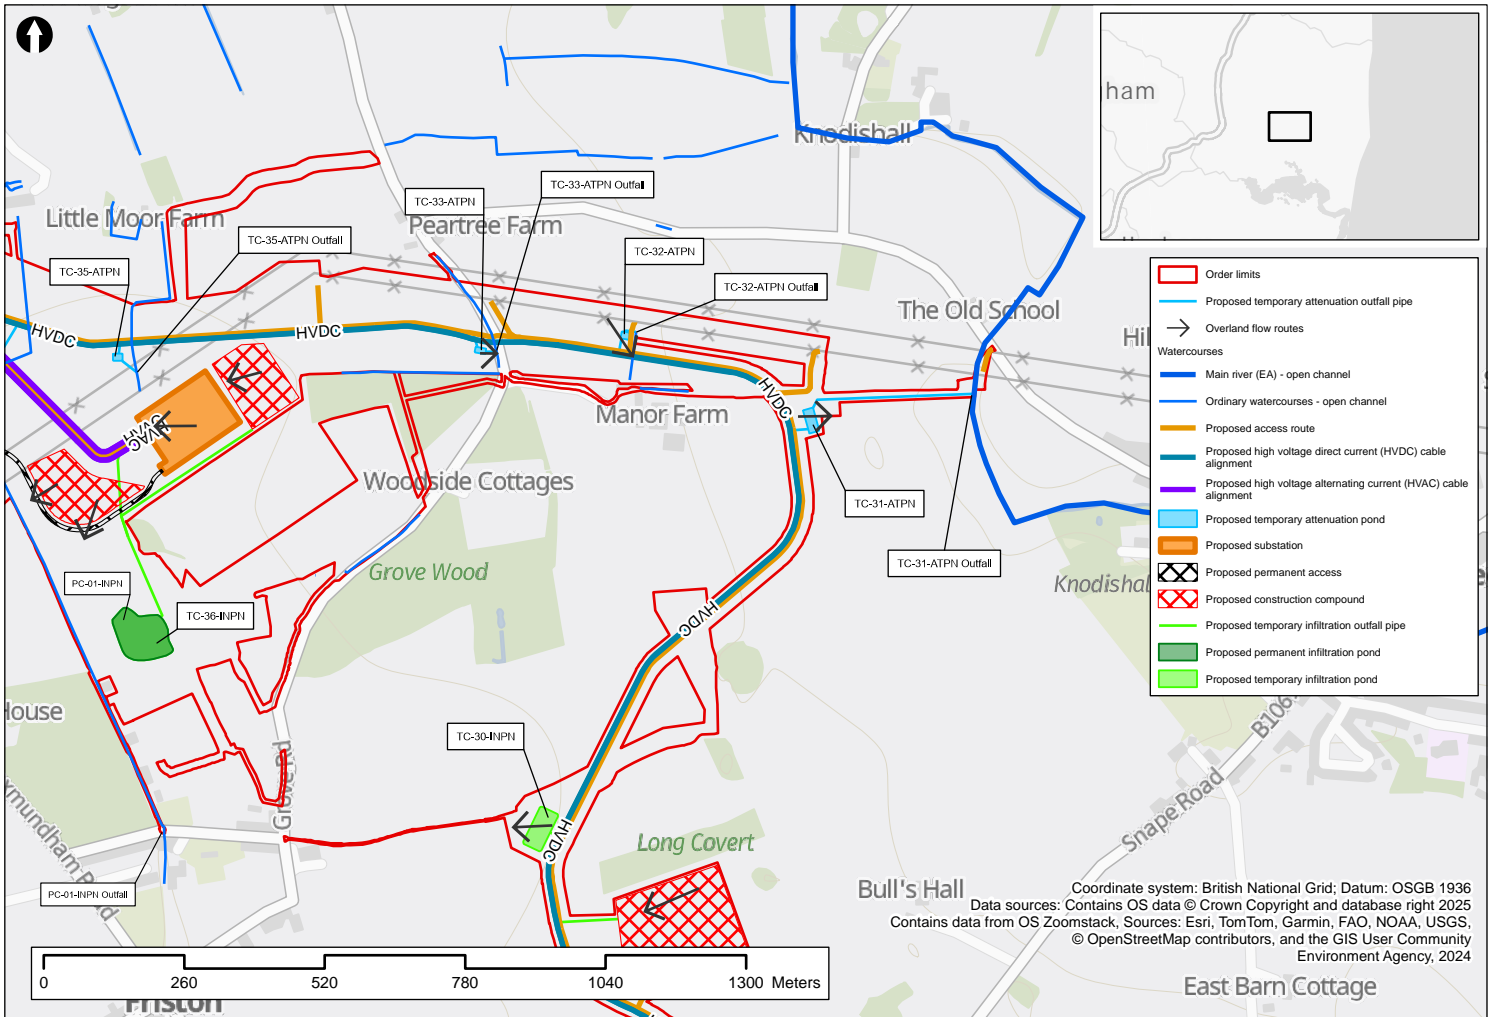 Knodishall
gham
TC-33-ATPN Outfall
TC-33-ATPN
Little Moor Farm
Peartree Farm
TC-35-ATPN Outfall
TC-32-ATPN
TC-35-ATPN
TC-32-ATPN Outfall
The Old School
HVDC
HVDC
Hil
HVDC
Manor Farm
HVAC
Woodside Cottages
TC-31-ATPN
TC-31-ATPN Outfall
Grove Wood
Knodishal
PC-01-INPN
TC-36-INPN
HVDC
House
TC-30-INPN
Grove Rd
B106
Snape Road
HVDC
Long Covert
xmundham Road
PC-01-INPN Outfall
Bull's Hall
East Barn Cottage
Friston
Order limits
Proposed temporary attenuation outfall pipe
Overland flow routes
Watercourses
Main river (EA) - open channel
Ordinary watercourses - open channel
Proposed access route
Proposed high voltage direct current (HVDC) cable
alignment
Proposed high voltage alternating current (HVAC) cable
alignment
Proposed temporary attenuation pond
Proposed substation
Proposed permanent access
Proposed construction compound
Proposed temporary infiltration outfall pipe
Proposed permanent infiltration pond
Proposed temporary infiltration pond
Coordinate system: British National Grid; Datum: OSGB 1936
Data sources: Contains OS data © Crown Copyright and database right 2025
Contains data from OS Zoomstack, Sources: Esri, TomTom, Garmin, FAO, NOAA, USGS,
© OpenStreetMap contributors, and the GIS User Community
Environment Agency, 2024
0 260 520 780 1040 1300 Meters